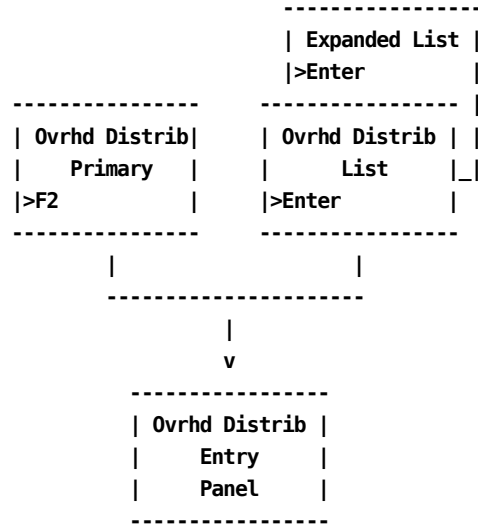 Expanded List
>Enter
Ovrhd Distrib Ovrhd Distrib
Primary List
>F2 >Enter
v
Ovrhd Distrib
Entry
Panel